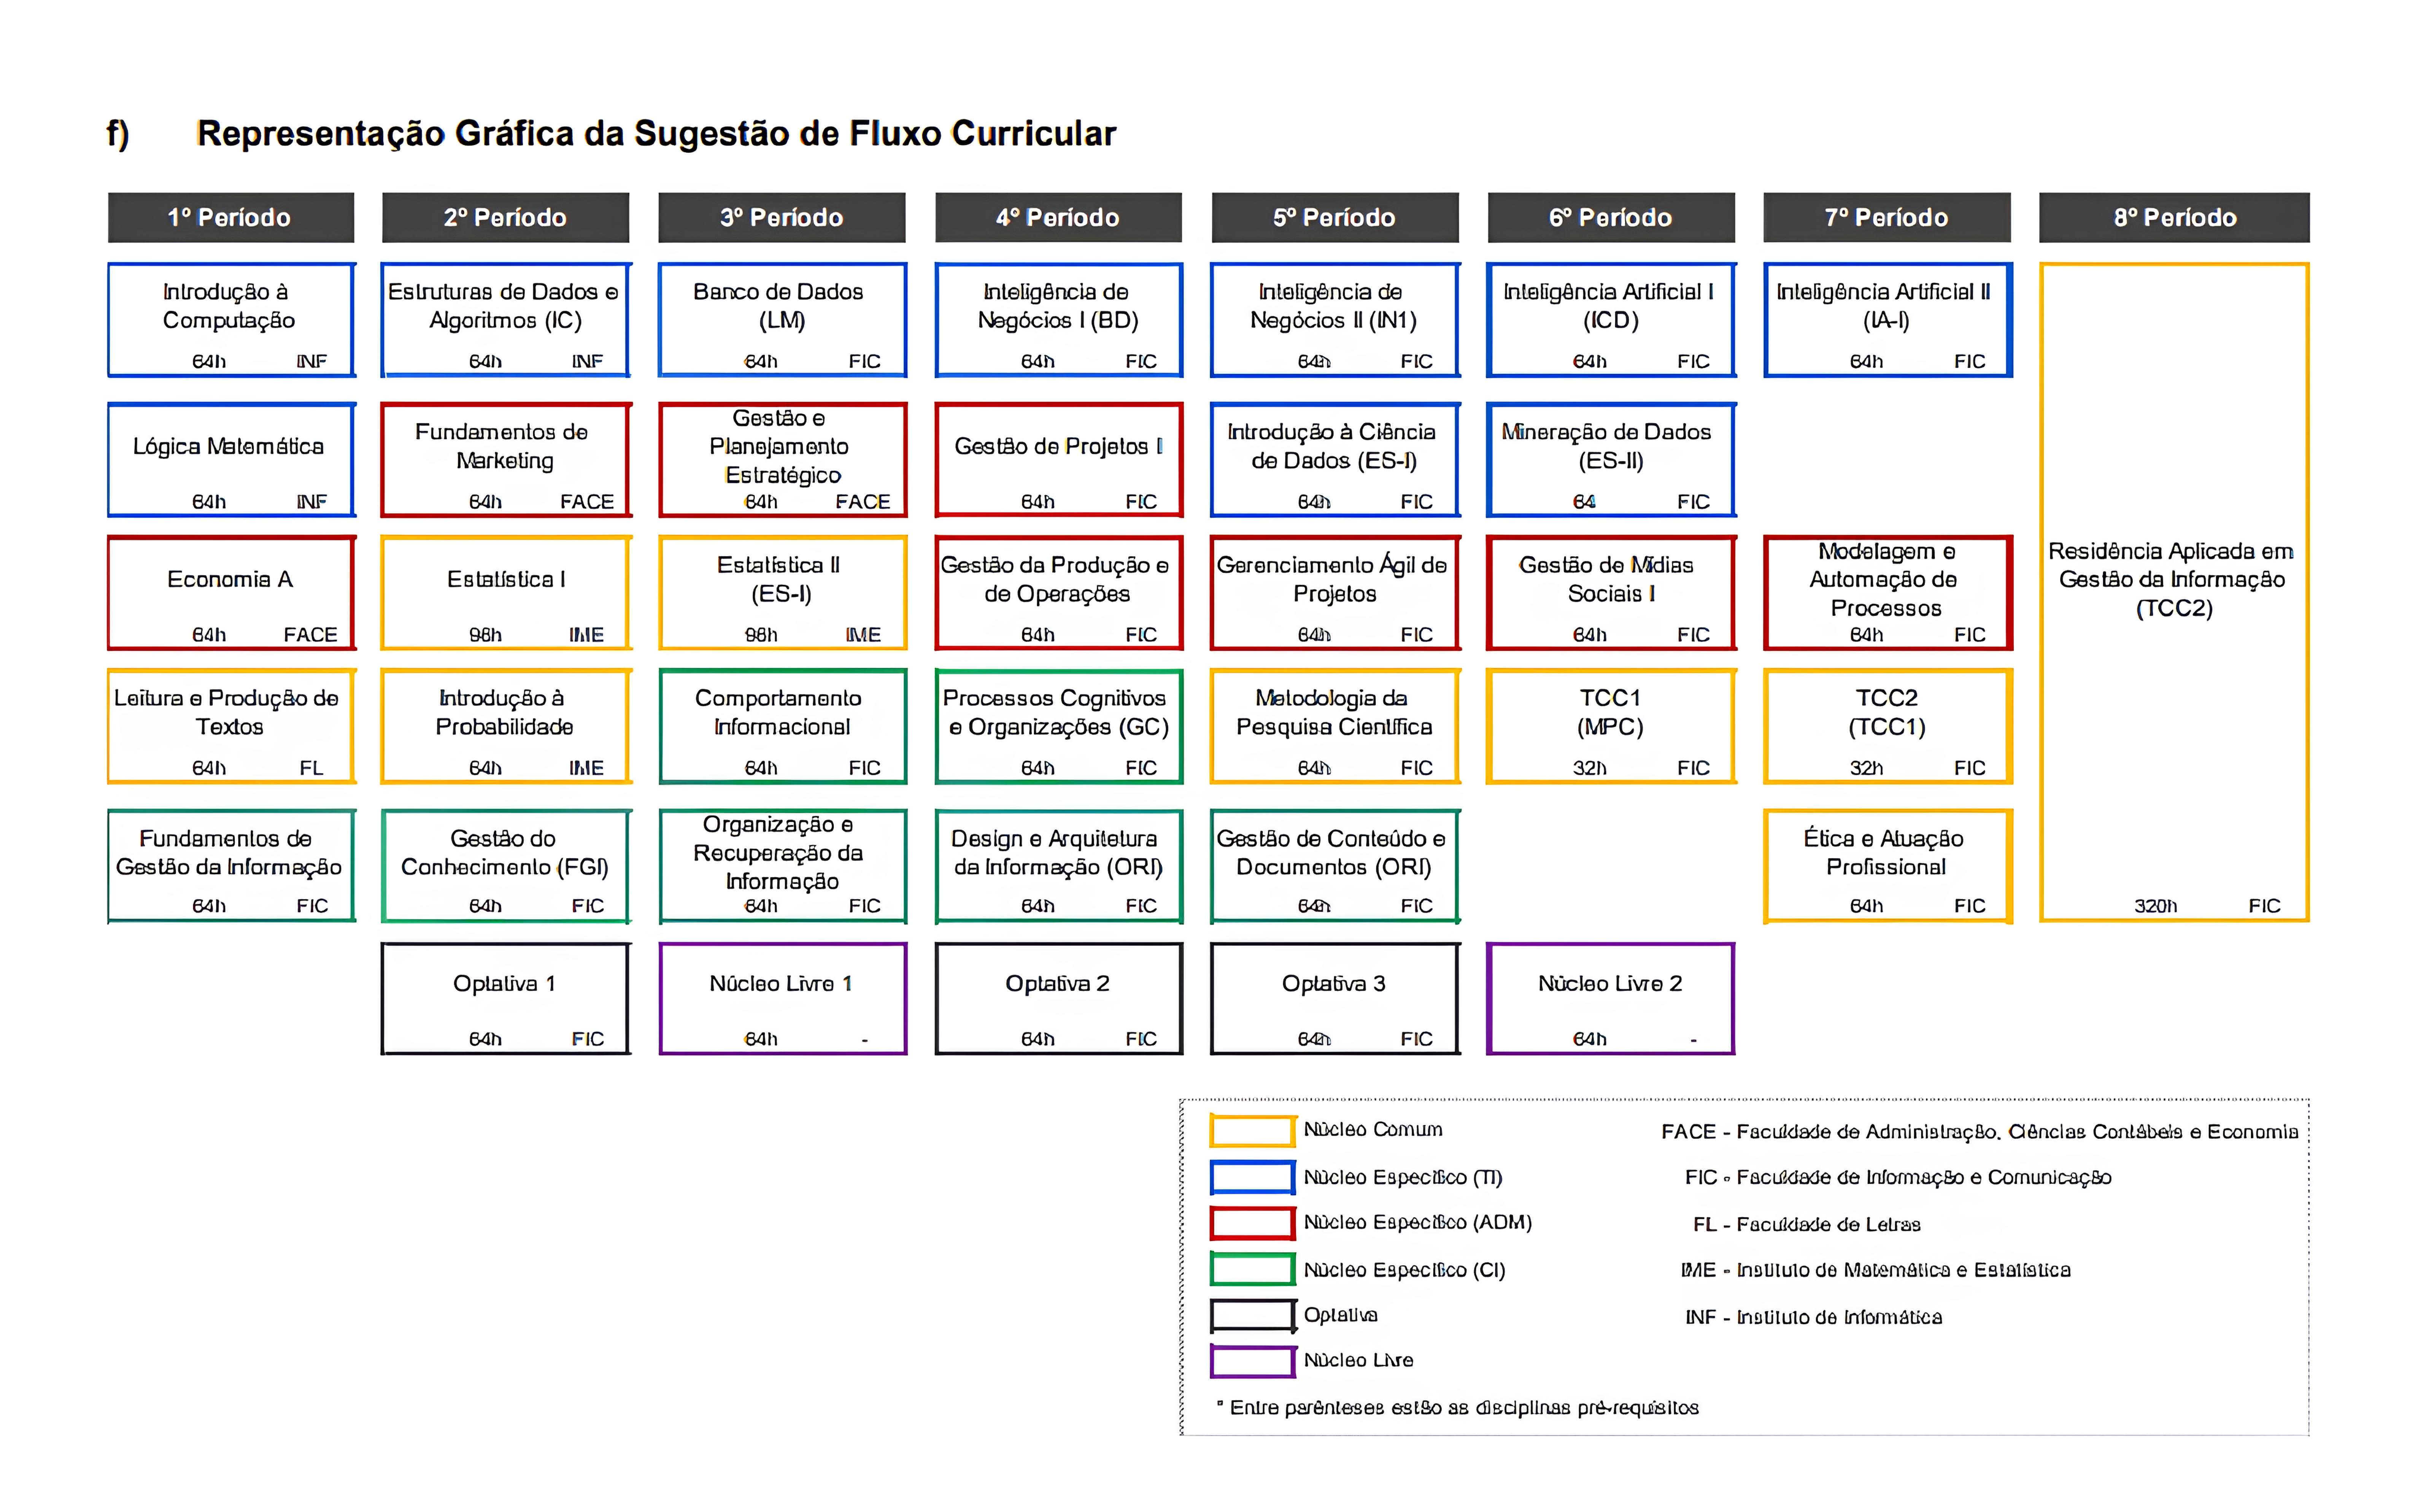 f) Representação Gráfica da Sugestão de Fluxo Curricular
1º Período
2º Período
3º Período
4º Período
5º Período
6º Período
7º Período
8º Período
Introdução à
Computação
64h INF
Estruturas de Dados e
Algoritmos (IC)
64h INF
Banco de Dados
(LM)
64h FIC
Inteligência de
Negócios I (BD)
64h FIC
Inteligência de
Negócios II (IN1)
64h FIC
Inteligência Artificial I
(ICD)
64h FIC
Inteligência Artificial II
(IA-I)
64h FIC
Lógica Matemática
64h INF
Fundamentos de
Marketing
64h FACE
Gestão e
Planejamento
Estratégico
64h FACE
Gestão de Projetos I
64h FIC
Introdução à Ciência
de Dados (ES-I)
64h FIC
Mineração de Dados
(ES-II)
64 FIC
Economia A
64h FACE
Estatística I
96h IME
Estatística II
(ES-I)
96h IME
Gestão da Produção e
de Operações
64h FIC
Gerenciamento Ágil de
Projetos
64h FIC
Gestão de Mídias
Sociais I
64h FIC
Modelagem e
Automação de
Processos
64h FIC
Residência Aplicada em
Gestão da Informação
(TCC2)
320h FIC
Leitura e Produção de
Textos
64h FL
Introdução à
Probabilidade
64h IME
Comportamento
Informacional
64h FIC
Processos Cognitivos
e Organizações (GC)
64h FIC
Metodologia da
Pesquisa Científica
64h FIC
TCC1
(MPC)
32h FIC
TCC2
(TCC1)
32h FIC
Fundamentos de
Gestão da Informação
64h FIC
Gestão do
Conhecimento (FGI)
64h FIC
Organização e
Recuperação da
Informação
64h FIC
Design e Arquitetura
da Informação (ORI)
64h FIC
Gestão de Conteúdo e
Documentos (ORI)
64h FIC
Ética e Atuação
Profissional
64h FIC
Optativa 1
64h FIC
Núcleo Livre 1
64h -
Optativa 2
64h FIC
Optativa 3
64h FIC
Núcleo Livre 2
64h -
Núcleo Comum
Núcleo Específico (TI)
Núcleo Específico (ADM)
Núcleo Específico (CI)
Optativa
Núcleo Livre
FACE - Faculdade de Administração, Ciências Contábeis e Economia
FIC - Faculdade de Informação e Comunicação
FL - Faculdade de Letras
IME - Instituto de Matemática e Estatística
INF - Instituto de Informática
* Entre parênteses estão as disciplinas pré-requisitos